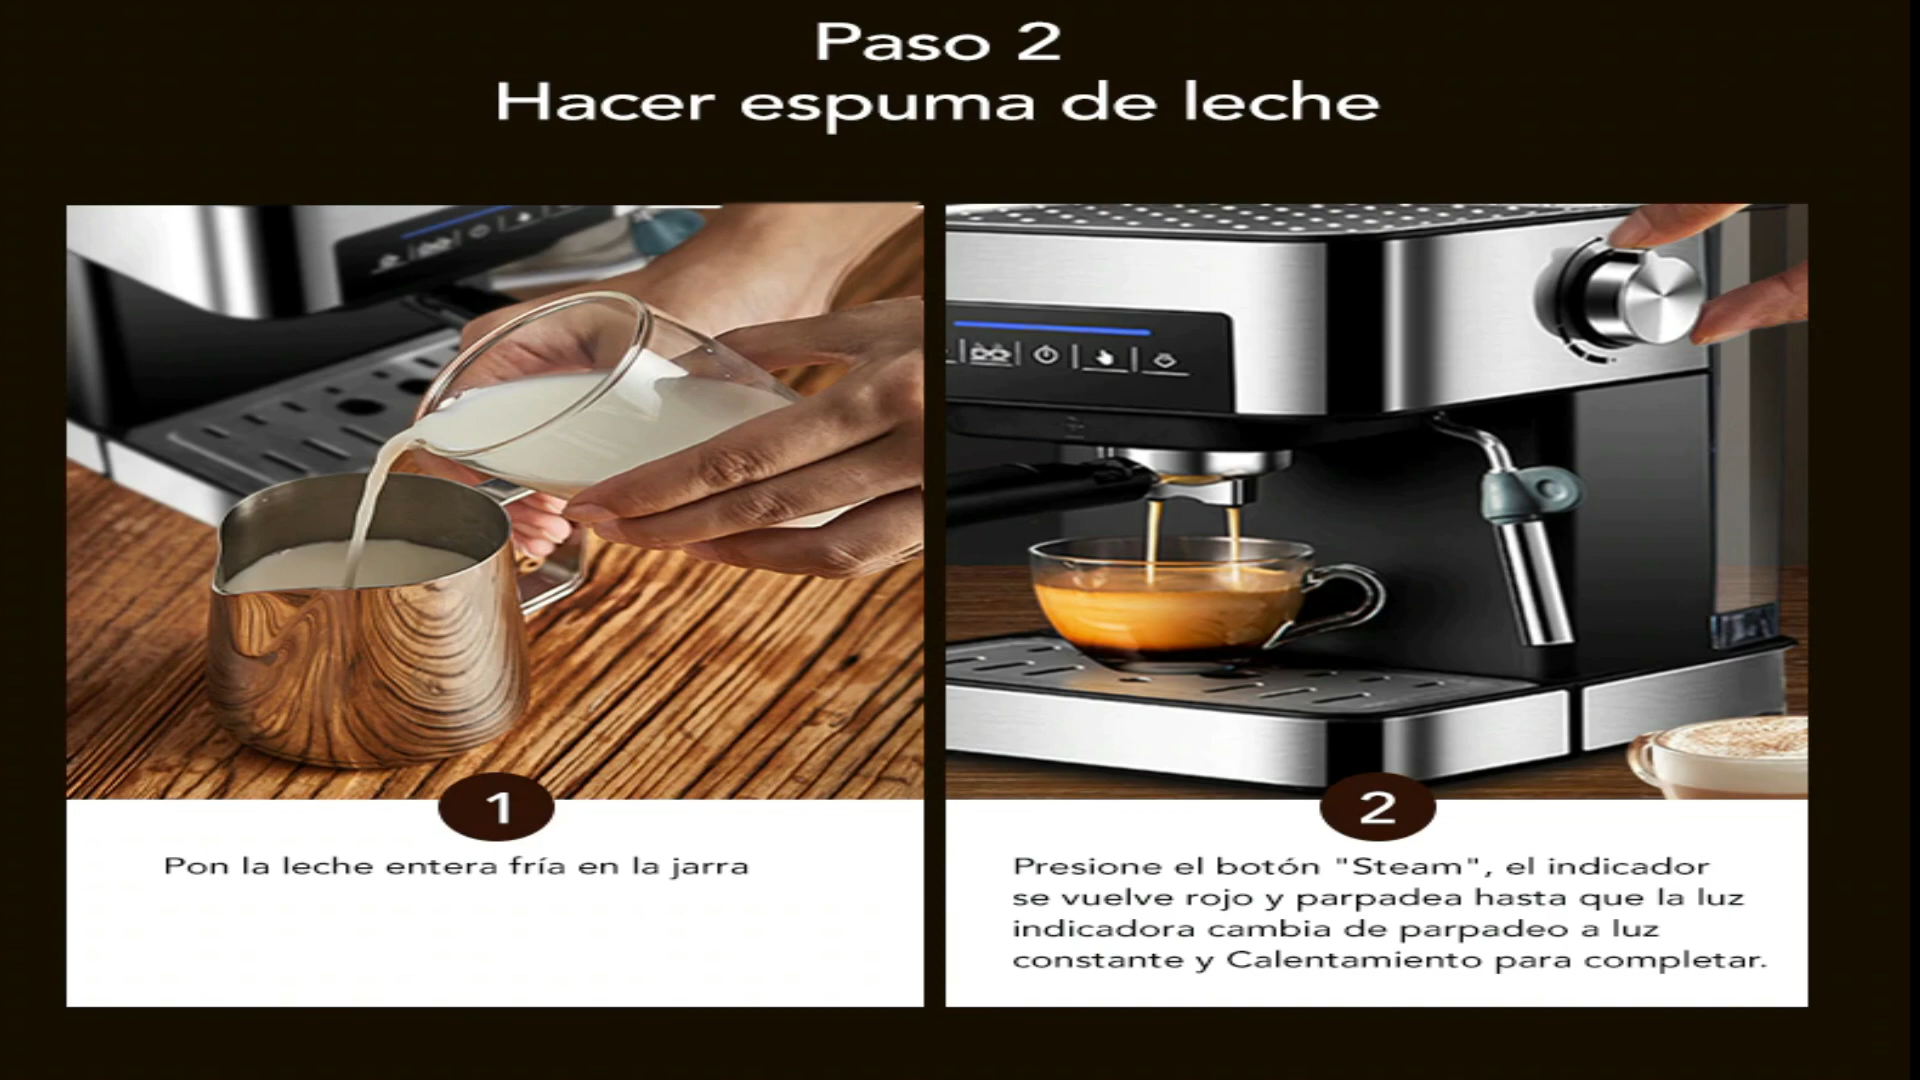 Paso 2
Hacer espuma de leche
1
Pon la leche entera fría en la jarra
2
Presione el botón "Steam", el indicador
se vuelve rojo y parpadea hasta que la luz
indicadora cambia de parpadeo a luz
constante y Calentamiento para completar.